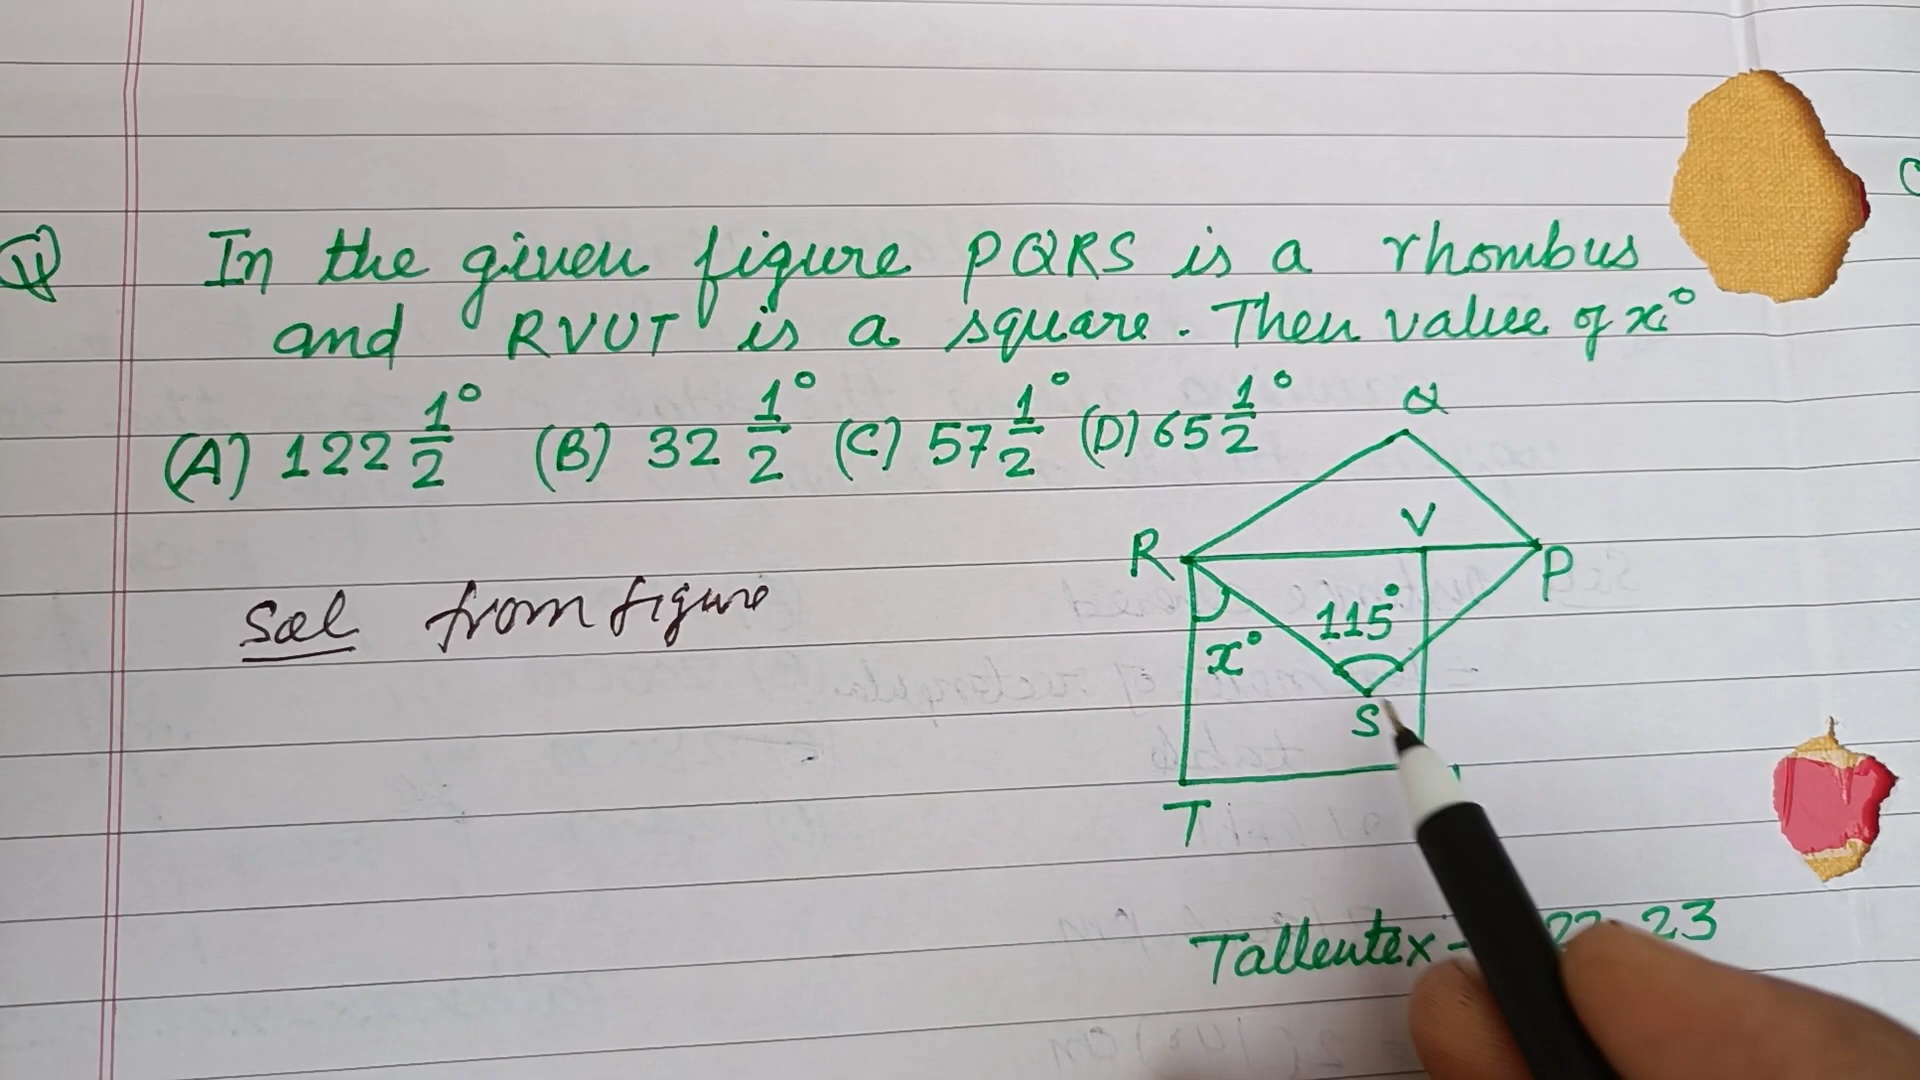 Q In the given figure PQRS is a rhombus
and RVUT is a square. Then value of x°
(A) 122 1/2° (B) 32 1/2° (C) 57 1/2° (D) 65 1/2°
Q
R V P
Sol from figure
115°
x°
S
T
Tallentex - 23